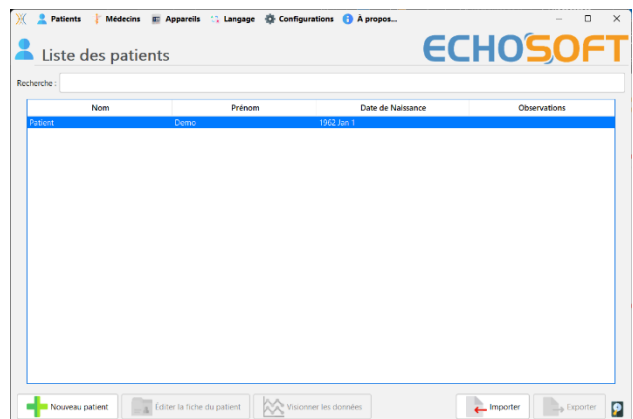 Patients Médecins Appareils Langage Configurations À propos...
Liste des patients
ECHOSOFT
Recherche :
Nom Prénom Date de Naissance Observations
Patient Demo 1962 Jan 1
Nouveau patient Éditer la fiche du patient Visionner les données Importer Exporter